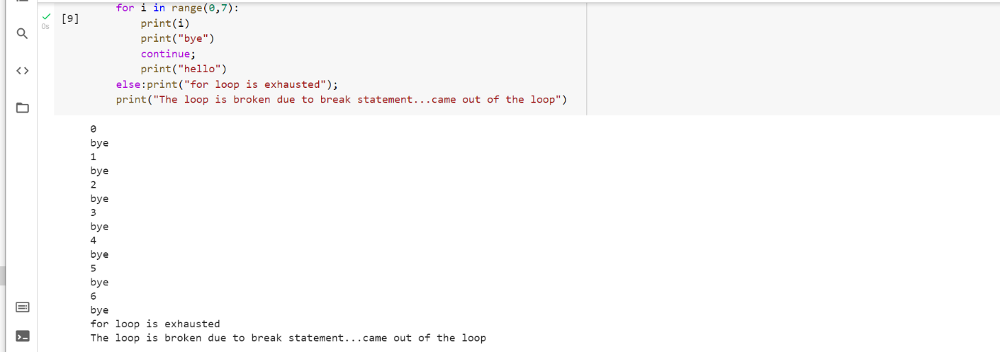 for i in range(0,7):
[9]
0s
print(i)
print("bye")
continue;
print("hello")
else:print("for loop is exhausted");
print("The loop is broken due to break statement...came out of the loop")
0
bye
1
bye
2
bye
3
bye
4
bye
5
bye
6
bye
for loop is exhausted
The loop is broken due to break statement...came out of the loop